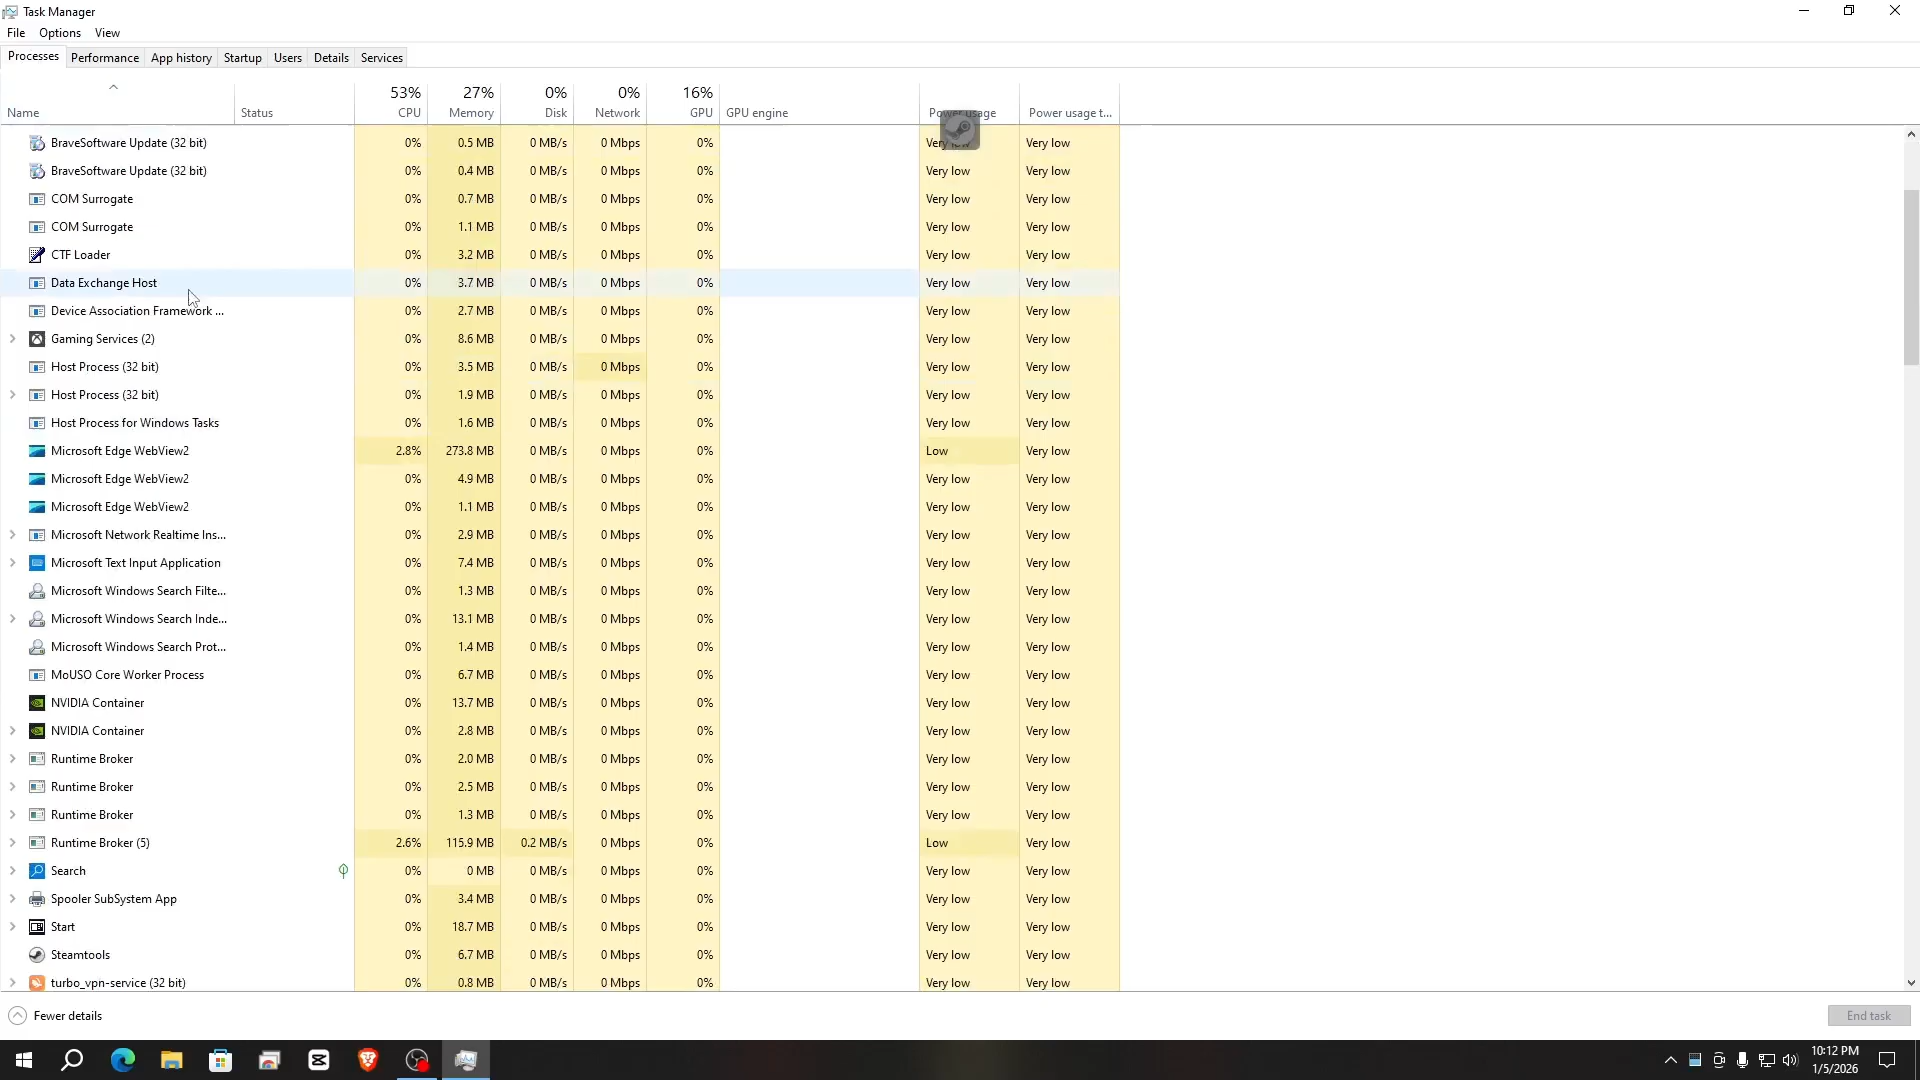 Task Manager
File Options View
Processes Performance App history Startup Users Details Services
53% 27% 0% 0% 16%
Name Status CPU Memory Disk Network GPU GPU engine Power usage Power usage t...
BraveSoftware Update (32 bit) 0% 0.5 MB 0 MB/s 0 Mbps 0% Very low Very low
BraveSoftware Update (32 bit) 0% 0.4 MB 0 MB/s 0 Mbps 0% Very low Very low
COM Surrogate 0% 0.7 MB 0 MB/s 0 Mbps 0% Very low Very low
COM Surrogate 0% 1.1 MB 0 MB/s 0 Mbps 0% Very low Very low
CTF Loader 0% 3.2 MB 0 MB/s 0 Mbps 0% Very low Very low
Data Exchange Host 0% 3.7 MB 0 MB/s 0 Mbps 0% Very low Very low
Device Association Framework ... 0% 2.7 MB 0 MB/s 0 Mbps 0% Very low Very low
Gaming Services (2) 0% 8.6 MB 0 MB/s 0 Mbps 0% Very low Very low
Host Process (32 bit) 0% 3.5 MB 0 MB/s 0 Mbps 0% Very low Very low
Host Process (32 bit) 0% 1.9 MB 0 MB/s 0 Mbps 0% Very low Very low
Host Process for Windows Tasks 0% 1.6 MB 0 MB/s 0 Mbps 0% Very low Very low
Microsoft Edge WebView2 2.8% 273.8 MB 0 MB/s 0 Mbps 0% Low Very low
Microsoft Edge WebView2 0% 4.9 MB 0 MB/s 0 Mbps 0% Very low Very low
Microsoft Edge WebView2 0% 1.1 MB 0 MB/s 0 Mbps 0% Very low Very low
Microsoft Network Realtime Ins... 0% 2.9 MB 0 MB/s 0 Mbps 0% Very low Very low
Microsoft Text Input Application 0% 7.4 MB 0 MB/s 0 Mbps 0% Very low Very low
Microsoft Windows Search Filte... 0% 1.3 MB 0 MB/s 0 Mbps 0% Very low Very low
Microsoft Windows Search Inde... 0% 13.1 MB 0 MB/s 0 Mbps 0% Very low Very low
Microsoft Windows Search Prot... 0% 1.4 MB 0 MB/s 0 Mbps 0% Very low Very low
MoUSO Core Worker Process 0% 6.7 MB 0 MB/s 0 Mbps 0% Very low Very low
NVIDIA Container 0% 13.7 MB 0 MB/s 0 Mbps 0% Very low Very low
NVIDIA Container 0% 2.8 MB 0 MB/s 0 Mbps 0% Very low Very low
Runtime Broker 0% 2.0 MB 0 MB/s 0 Mbps 0% Very low Very low
Runtime Broker 0% 2.5 MB 0 MB/s 0 Mbps 0% Very low Very low
Runtime Broker 0% 1.3 MB 0 MB/s 0 Mbps 0% Very low Very low
Runtime Broker (5) 2.6% 115.9 MB 0.2 MB/s 0 Mbps 0% Low Very low
Search 0% 0 MB 0 MB/s 0 Mbps 0% Very low Very low
Spooler SubSystem App 0% 3.4 MB 0 MB/s 0 Mbps 0% Very low Very low
Start 0% 18.7 MB 0 MB/s 0 Mbps 0% Very low Very low
Steamtools 0% 6.7 MB 0 MB/s 0 Mbps 0% Very low Very low
turbo_vpn-service (32 bit) 0% 0.8 MB 0 MB/s 0 Mbps 0% Very low Very low
Fewer details End task
10:12 PM
1/5/2026